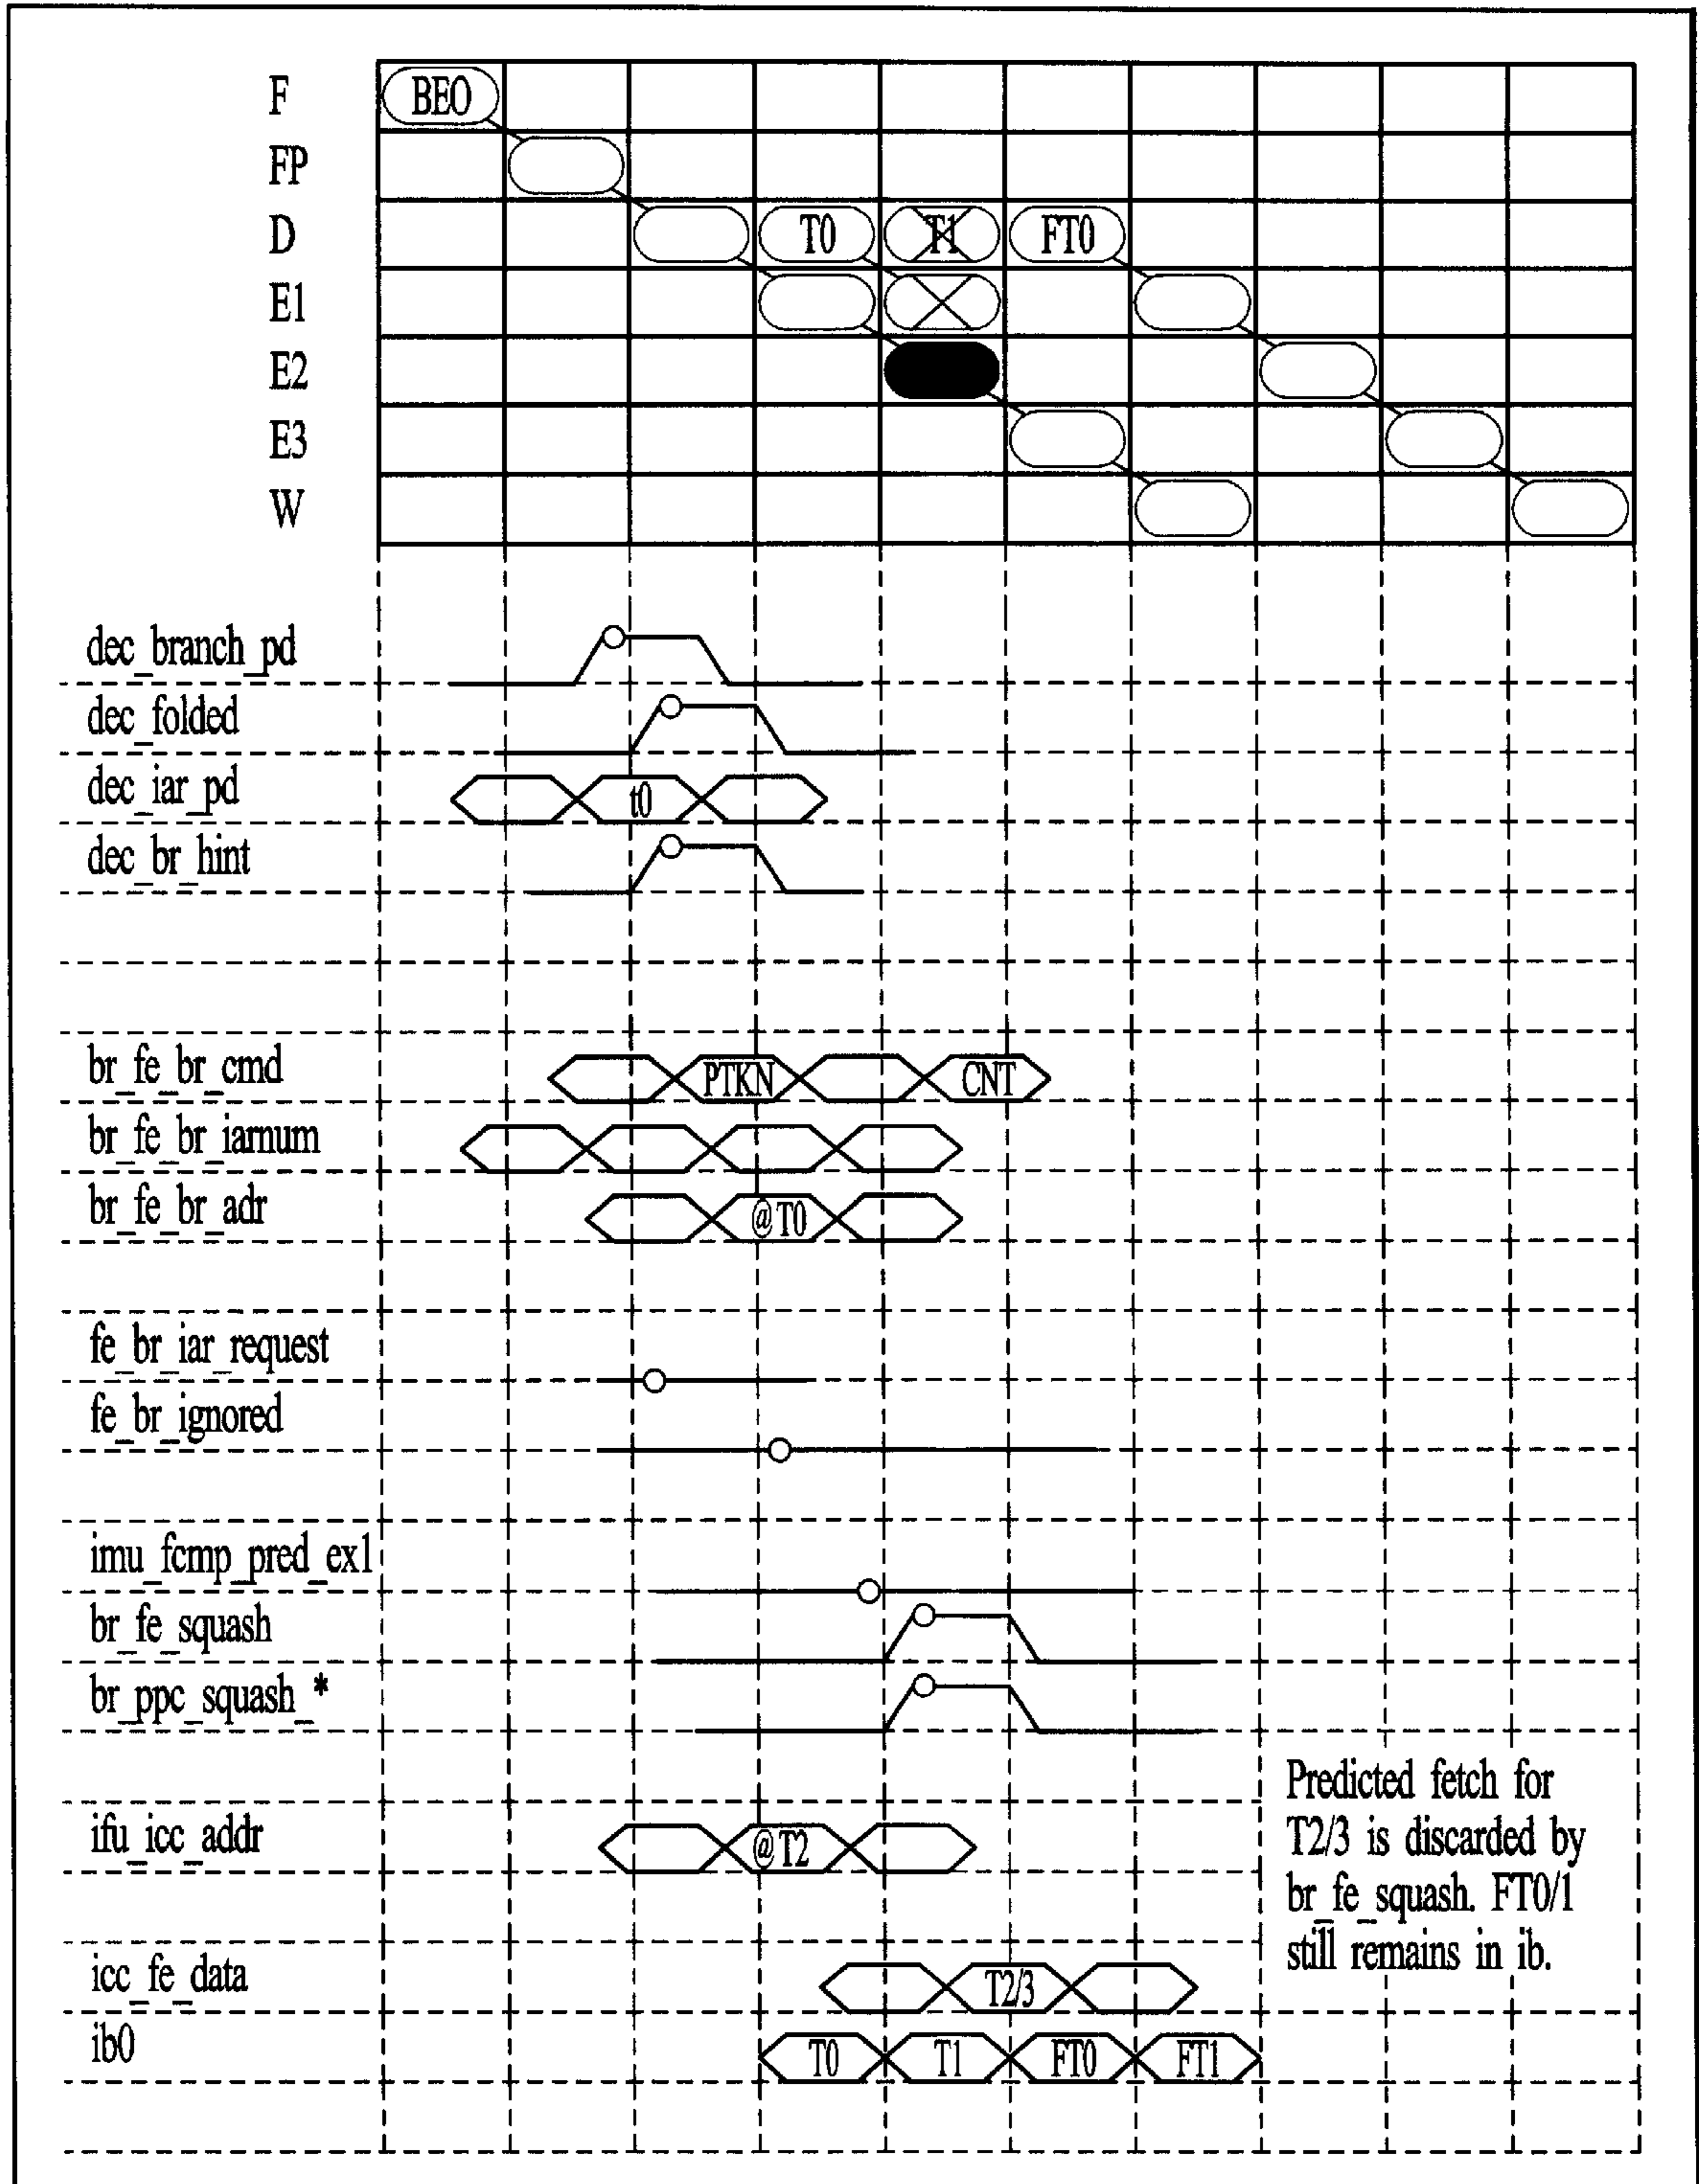 F BEO
FP
D T0 T1 FT0
E1
E2
E3
W
dec_branch_pd
dec_folded
dec_iar_pd t0
dec_br_hint
br_fe_br_cmd PTKN CNT
br_fe_br_iarnum
br_fe_br_adr @T0
fe_br_iar_request
fe_br_ignored
imu_fcmp_pred_ex1
br_fe_squash
br_ppc_squash_*
ifu_icc_addr @T2
Predicted fetch for
T2/3 is discarded by
br_fe_squash. FT0/1
still remains in ib.
icc_fe_data T2/3
ib0 T0 T1 FT0 FT1